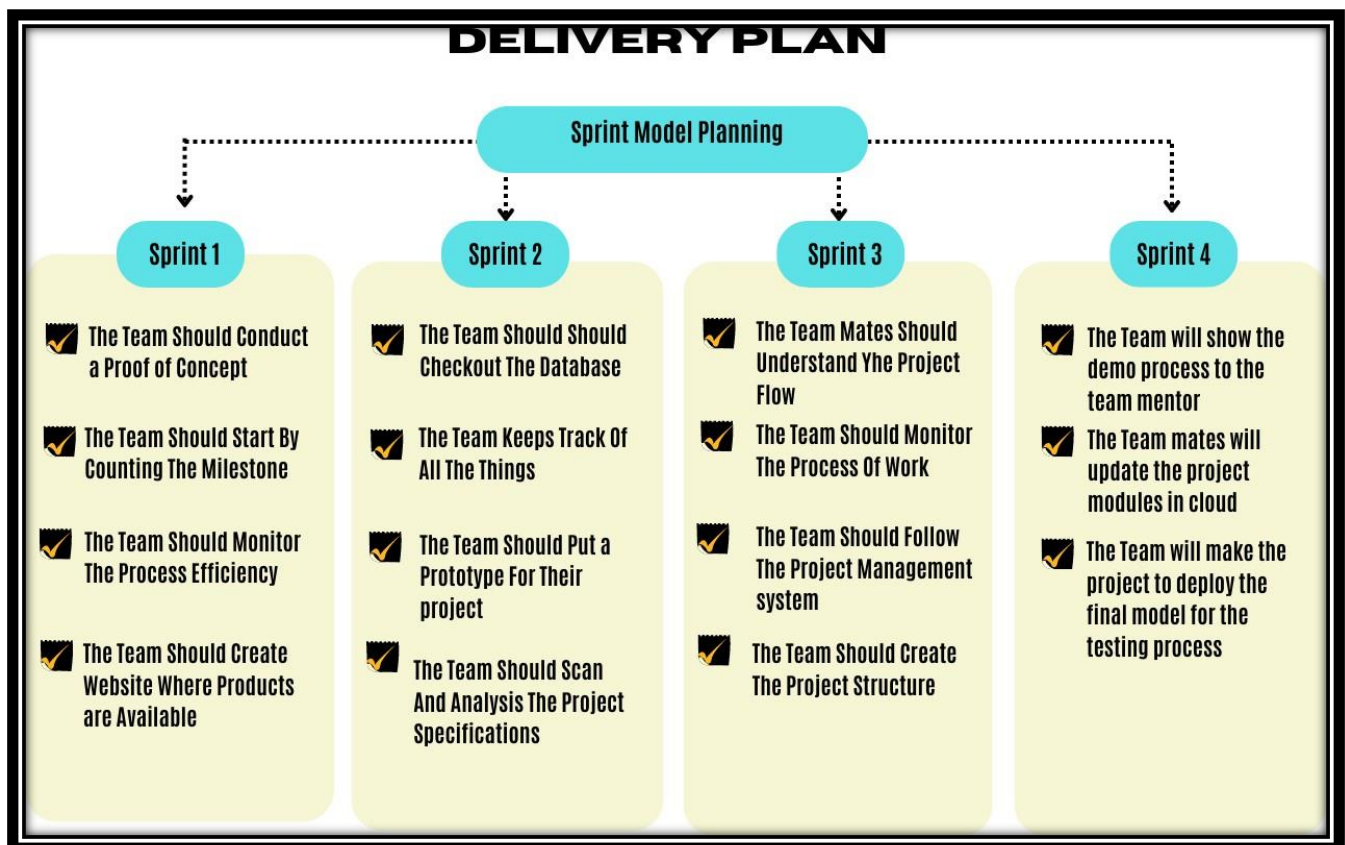 DELIVERY PLAN
Sprint Model Planning
Sprint 1
The Team Should Conduct
a Proof of Concept
The Team Should Start By
Counting The Milestone
The Team Should Monitor
The Process Efficiency
The Team Should Create
Website Where Products
are Available
Sprint 2
The Team Should Should
Checkout The Database
The Team Keeps Track Of
All The Things
The Team Should Put a
Prototype For Their
project
The Team Should Scan
And Analysis The Project
Specifications
Sprint 3
The Team Mates Should
Understand Yhe Project
Flow
The Team Should Monitor
The Process Of Work
The Team Should Follow
The Project Management
system
The Team Should Create
The Project Structure
Sprint 4
The Team will show the
demo process to the
team mentor
The Team mates will
update the project
modules in cloud
The Team will make the
project to deploy the
final model for the
testing process